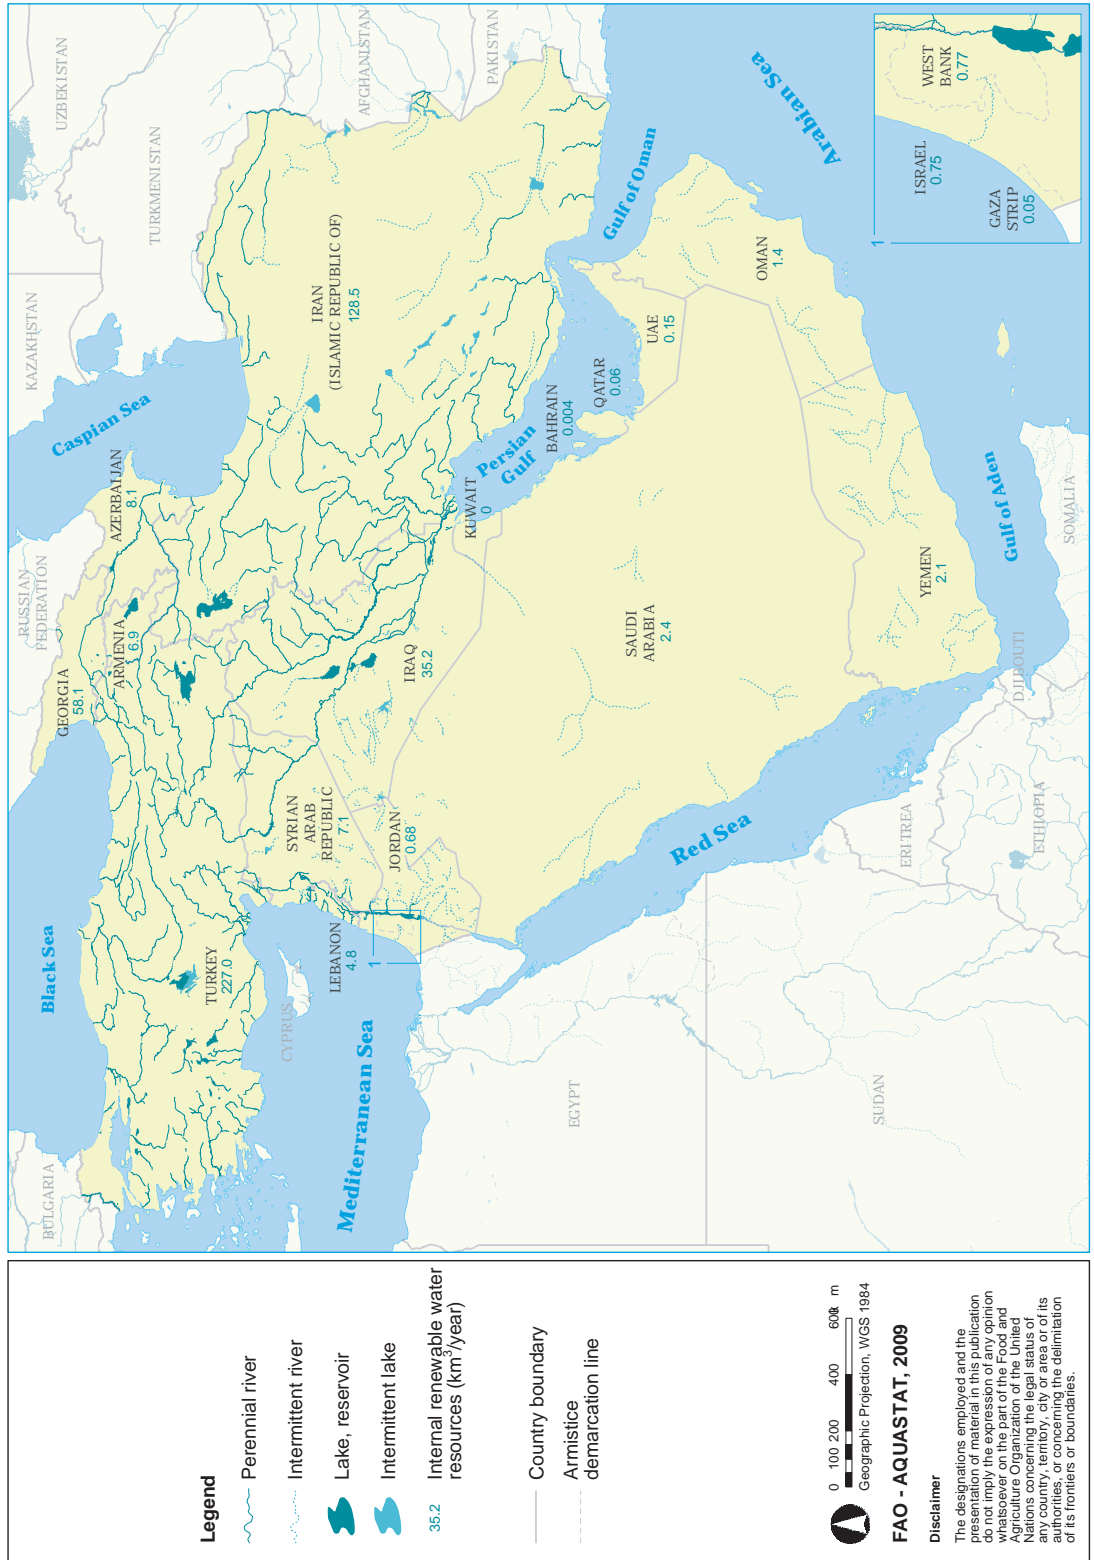 Legend
Perennial river
Intermittent river
Lake, reservoir
Intermittent lake
35.2
Internal renewable water
resources (km³/year)
Country boundary
Armistice
demarcation line
0 100 200 400 600
Geographic Projection, WGS 1984
FAO - AQUASTAT, 2009
Disclaimer
The designations employed and the
presentation of material in this publication
do not imply the expression of any opinion
whatsoever on the part of the Food and
Agriculture Organization of the United
Nations concerning the legal status of
any country, territory, city or area or of its
authorities, or concerning the delimitation
of its frontiers or boundaries.
BULGARIA
Black Sea
RUSSIAN
FEDERATION
KAZAKHSTAN
UZBEKISTAN
GEORGIA
58.1
Caspian Sea
TURKMENISTAN
ARMENIA
6.9
AZERBAIJAN
8.1
TURKEY
227.0
CYPRUS
Mediterranean Sea
LEBANON
4.8
SYRIAN
ARAB
REPUBLIC
7.1
IRAN
(ISLAMIC REPUBLIC OF)
128.5
AFGHANISTAN
PAKISTAN
1
JORDAN
0.68
IRAQ
35.2
KUWAIT
0
Persian
Gulf
BAHRAIN
0.004
QATAR
0.06
UAE
0.15
Gulf of Oman
EGYPT
SAUDI
ARABIA
2.4
OMAN
1.4
Arabian Sea
Red Sea
SUDAN
ERITREA
YEMEN
2.1
ETHIOPIA
DJIBOUTI
Gulf of Aden
SOMALIA
1
ISRAEL
0.75
WEST
BANK
0.77
GAZA
STRIP
0.05